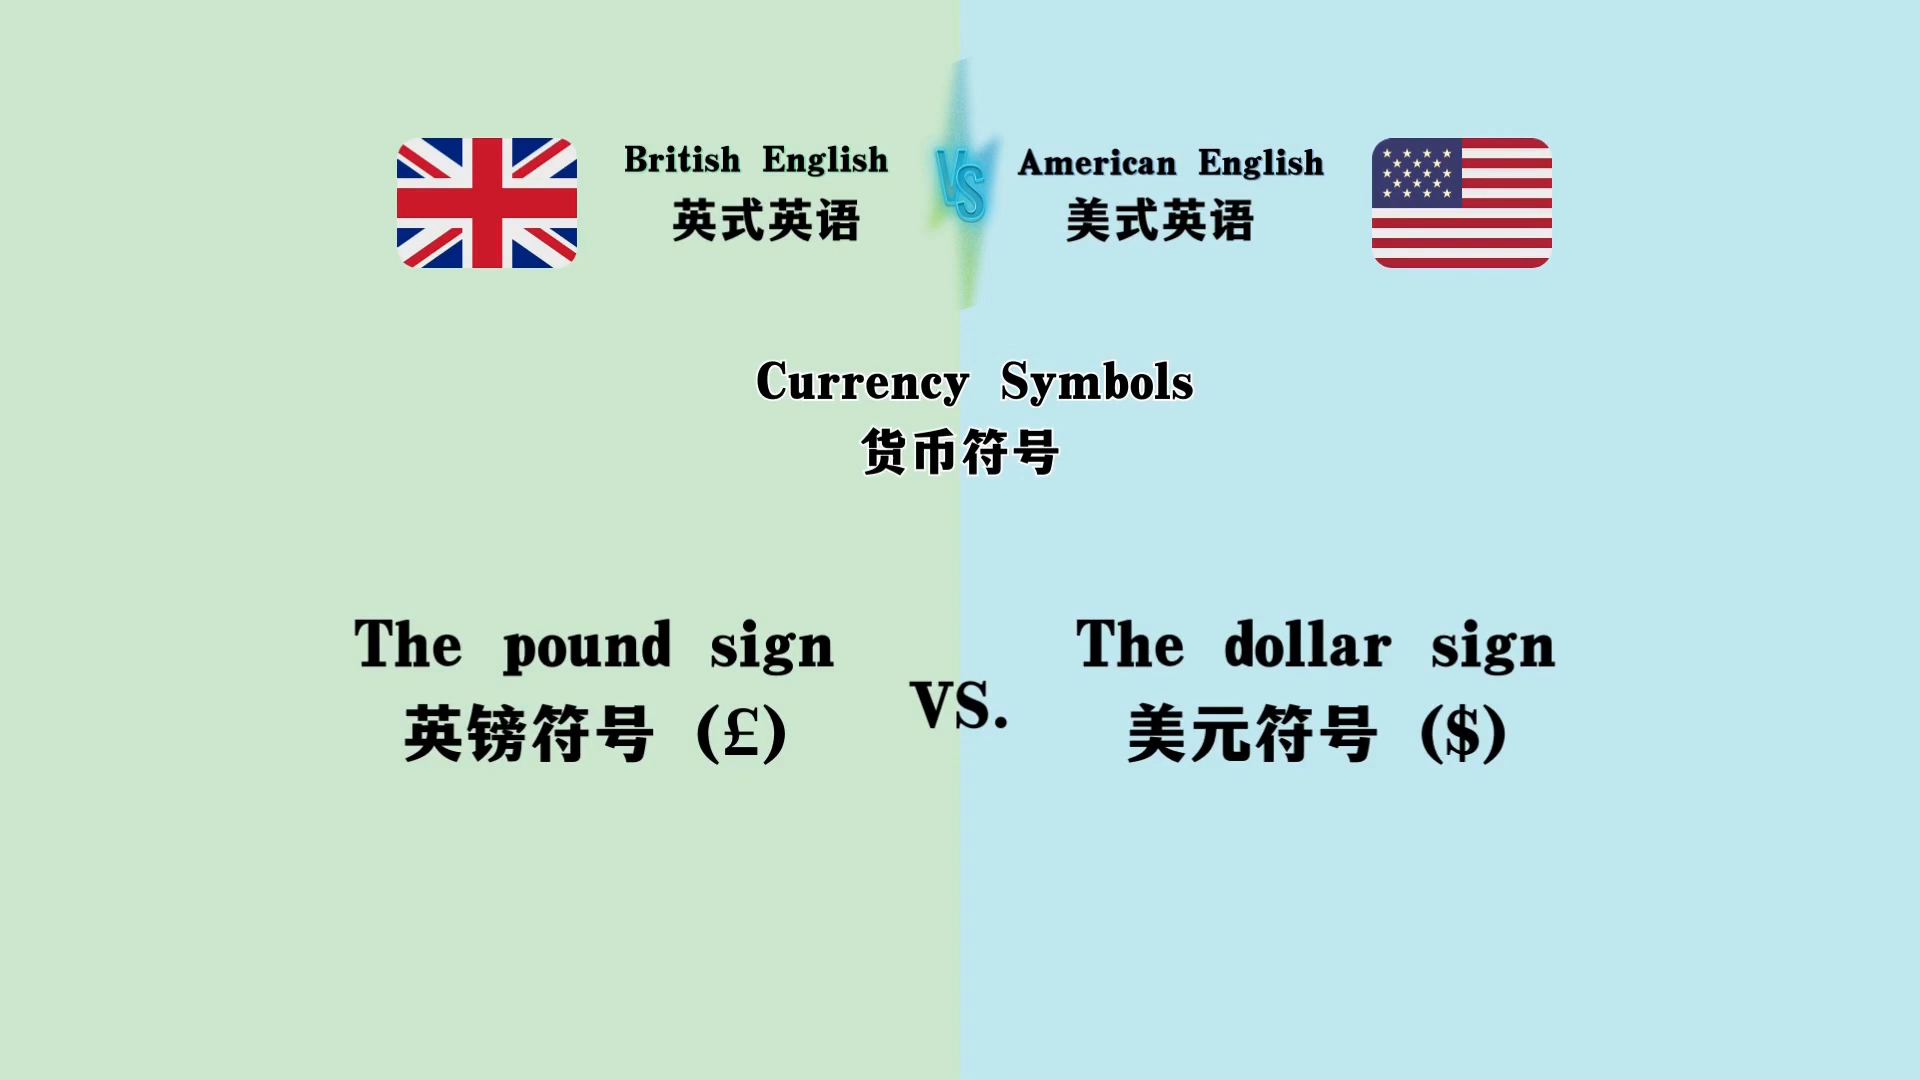 British English
英式英语
VS
American English
美式英语
Currency Symbols
货币符号
The pound sign
英镑符号 (£)
vs.
The dollar sign
美元符号 ($)